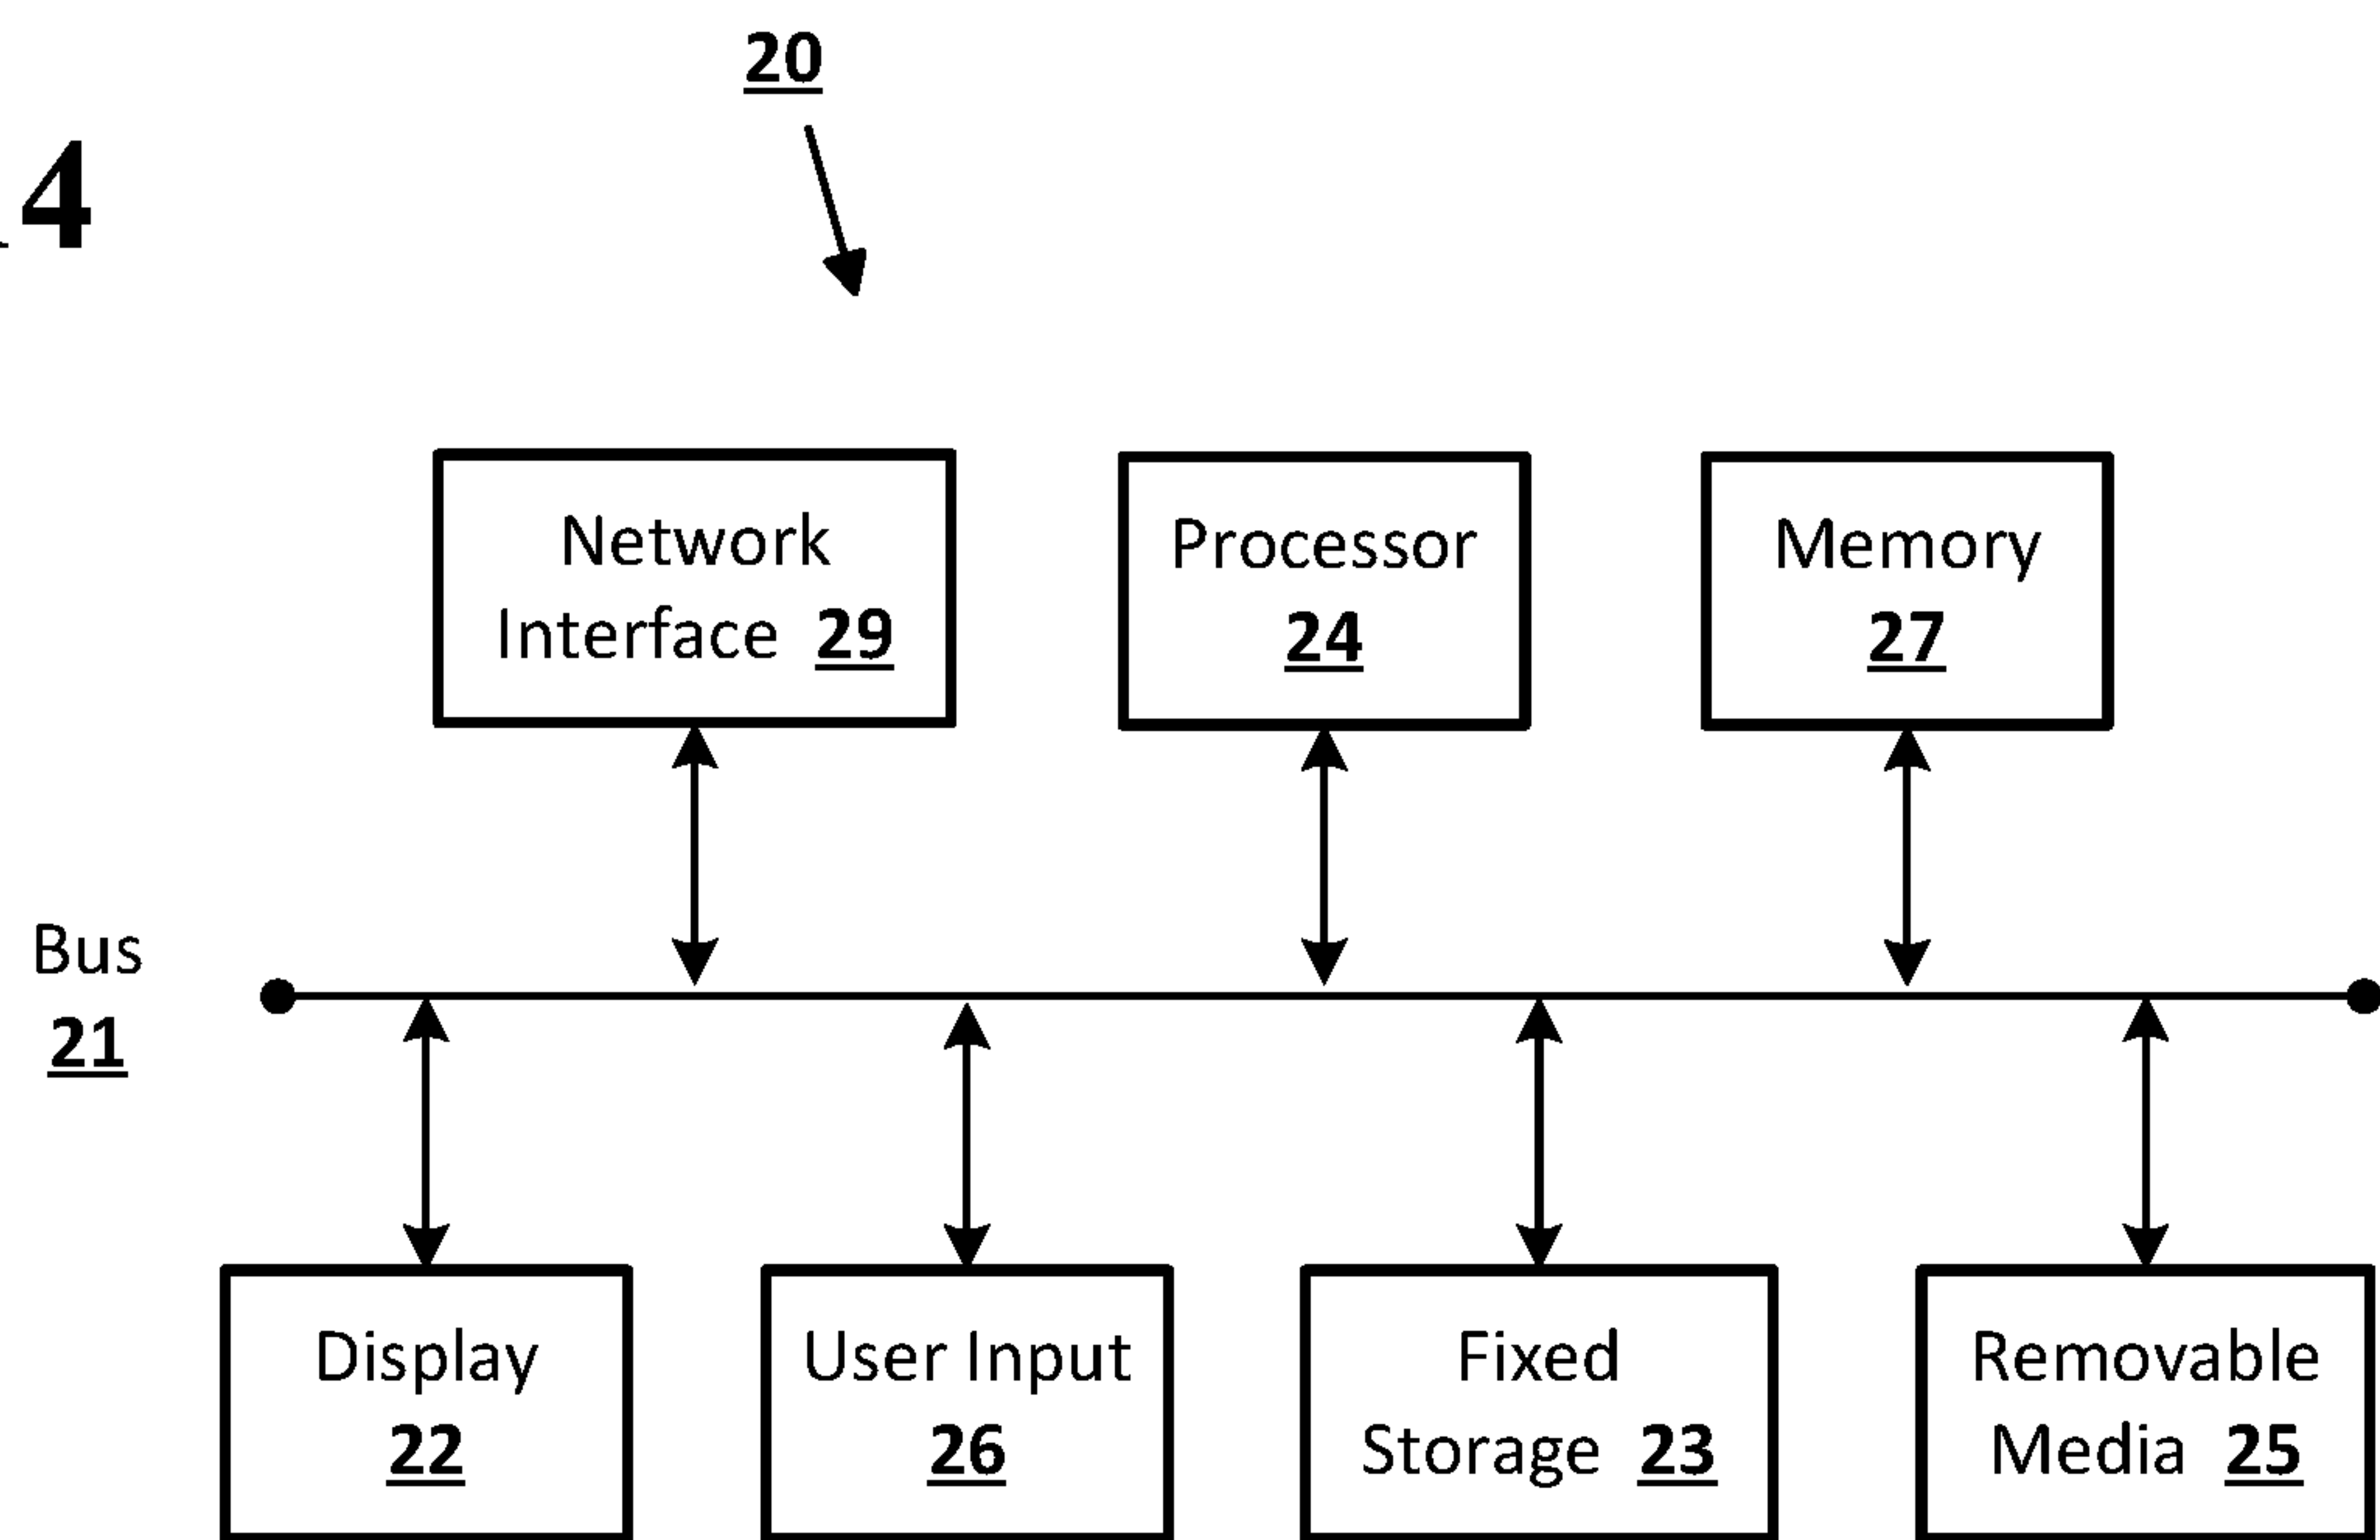 20
4
Network
Interface 29
Processor
24
Memory
27
Bus
21
Display
22
User Input
26
Fixed
Storage 23
Removable
Media 25